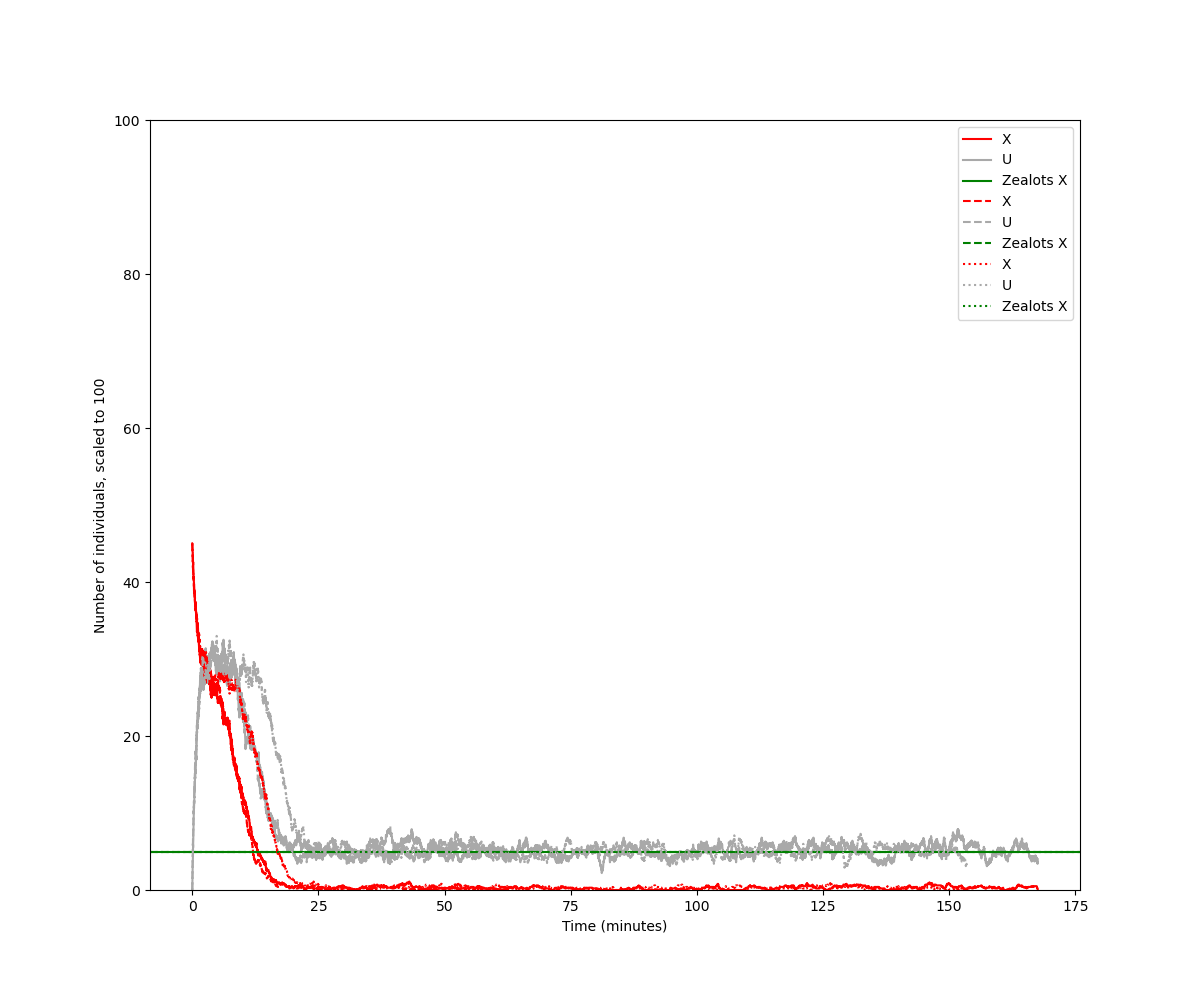 100
80
60
40
20
0
Number of individuals, scaled to 100
X
U
Zealots X
X
U
Zealots X
X
U
Zealots X
0 25 50 75 100 125 150 175
Time (minutes)